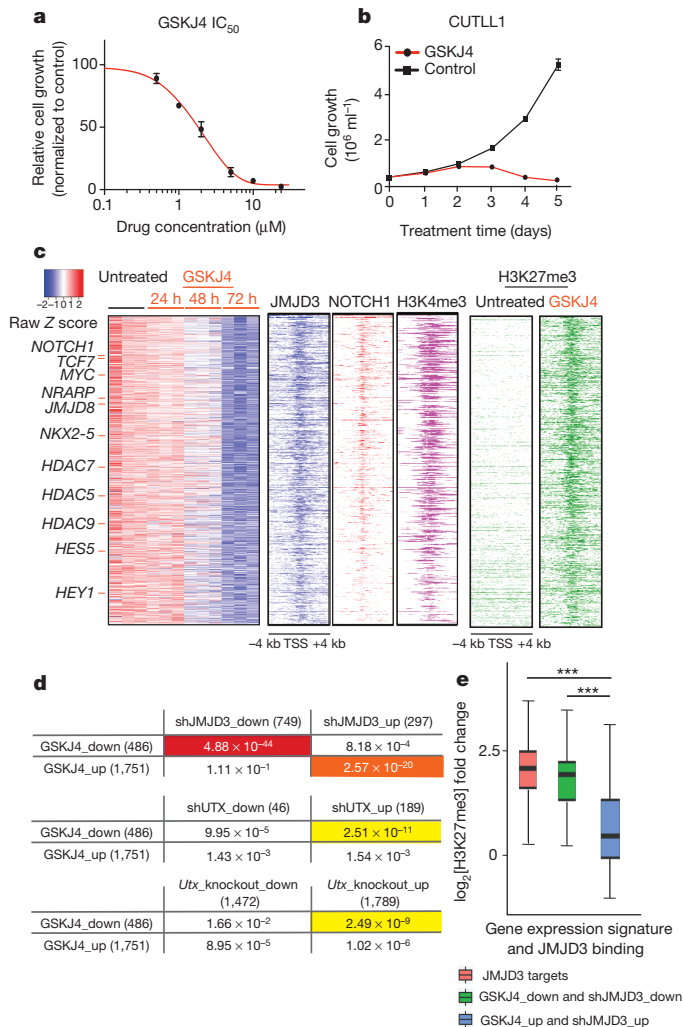 a
GSKJ4 IC50
Relative cell growth
(normalized to control)
100
50
0
0.1
1
10
Drug concentration (μM)
b
CUTLL1
GSKJ4
Control
Cell growth
(10⁶ ml⁻¹)
6
4
2
0
0 1 2 3 4 5
Treatment time (days)
c
−2−1 0 1 2
Raw Z score
Untreated
GSKJ4
24 h 48 h 72 h
JMJD3 NOTCH1 H3K4me3
H3K27me3
Untreated GSKJ4
NOTCH1
TCF7
MYC
NRARP
JMJD8
NKX2-5
HDAC7
HDAC5
HDAC9
HES5
HEY1
−4 kb TSS +4 kb
−4 kb TSS +4 kb
d
shJMJD3_down (749) shJMJD3_up (297)
GSKJ4_down (486) 4.88 × 10⁻⁴⁴ 8.18 × 10⁻⁴
GSKJ4_up (1,751) 1.11 × 10⁻¹ 2.57 × 10⁻²⁰
shUTX_down (46) shUTX_up (189)
GSKJ4_down (486) 9.95 × 10⁻⁵ 2.51 × 10⁻¹¹
GSKJ4_up (1,751) 1.43 × 10⁻³ 1.54 × 10⁻³
Utx_knockout_down
(1,472)
Utx_knockout_up
(1,789)
GSKJ4_down (486) 1.66 × 10⁻² 2.49 × 10⁻⁹
GSKJ4_up (1,751) 8.95 × 10⁻⁵ 1.02 × 10⁻⁶
e
***
***
log₂[H3K27me3] fold change
2.5
0
Gene expression signature
and JMJD3 binding
JMJD3 targets
GSKJ4_down and shJMJD3_down
GSKJ4_up and shJMJD3_up